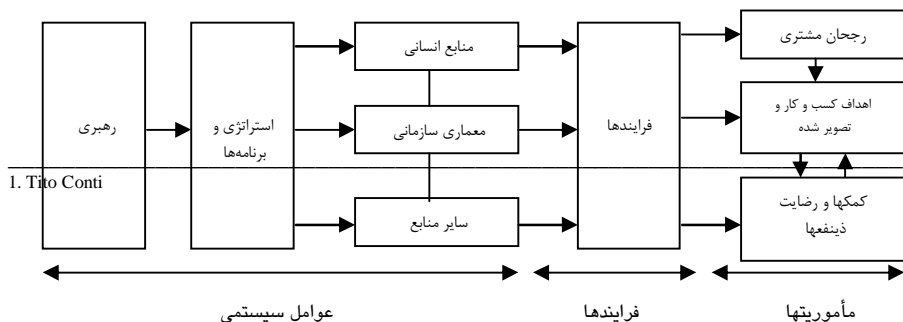 رهبری
استراتژی و
برنامه‌ها
منابع انسانی
معماری سازمانی
سایر منابع
فرایندها
رجحان مشتری
اهداف کسب و کار و
تصویر شده
کمکها و رضایت
ذینفعها
1. Tito Conti
عوامل سیستمی
فرایندها
مأموریتها